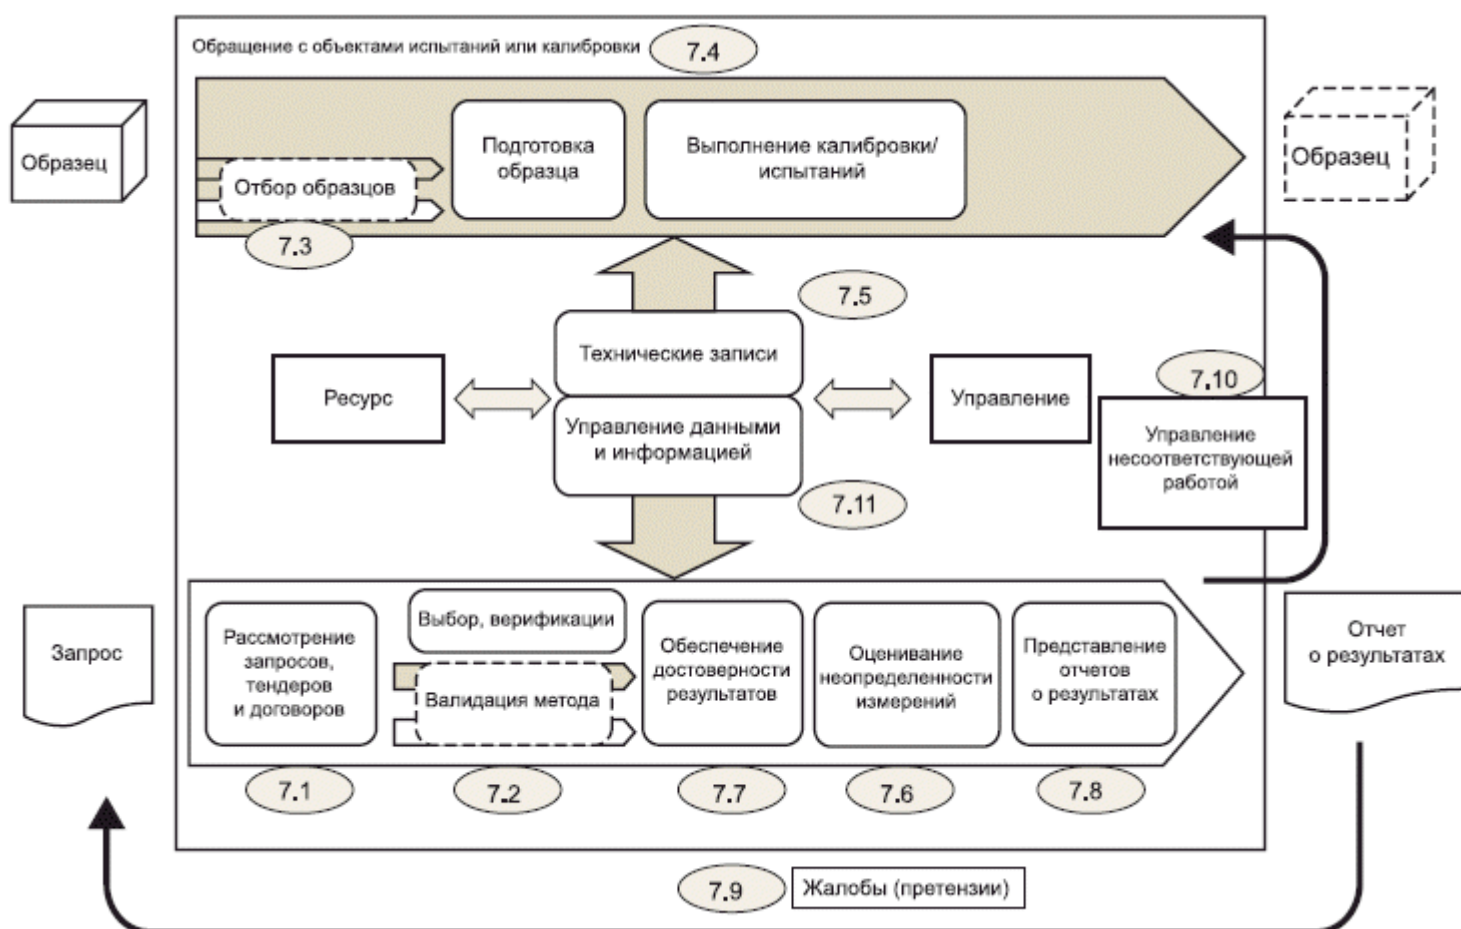 Обращение с объектами испытаний или калибровки
7.4
Образец
Отбор образцов
7.3
Подготовка
образца
Выполнение калибровки/
испытаний
Образец
7.5
Технические записи
Ресурс
Управление
Управление данными
и информацией
7.11
7.10
Управление
несоответствующей
работой
Запрос
Рассмотрение
запросов,
тендеров
и договоров
Выбор, верификации
Валидация метода
Обеспечение
достоверности
результатов
Оценивание
неопределенности
измерений
Представление
отчетов
о результатах
Отчет
о результатах
7.1
7.2
7.7
7.6
7.8
7.9
Жалобы (претензии)